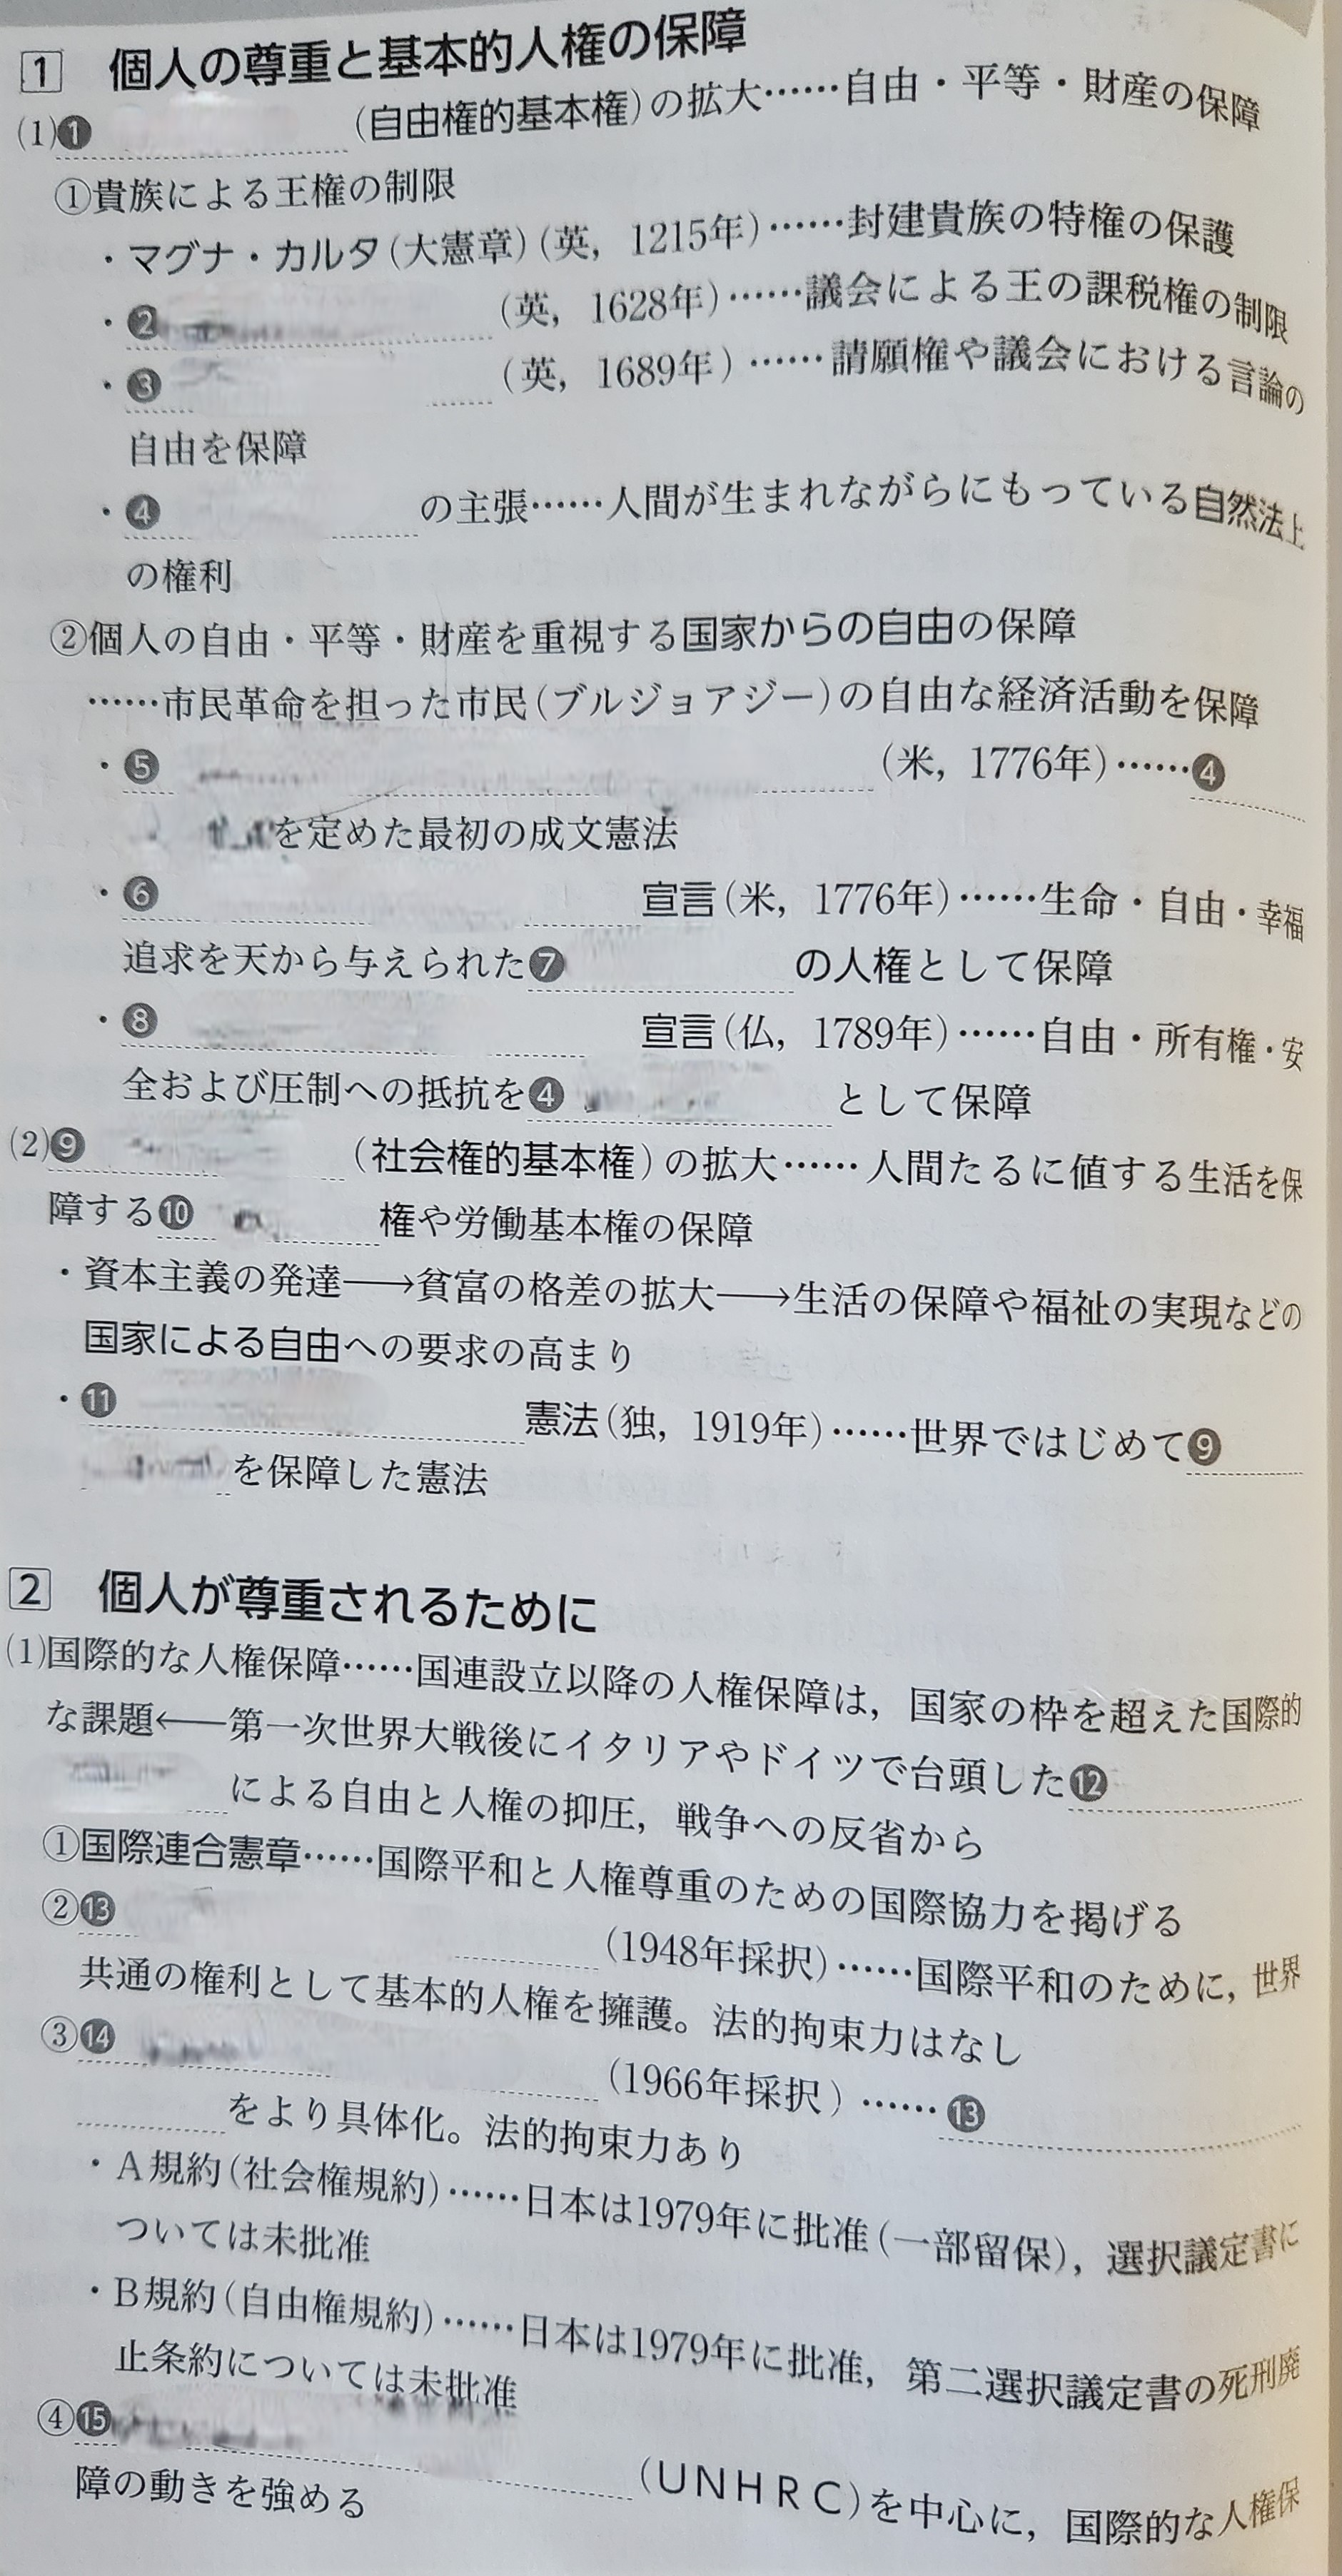 1 個人の尊重と基本的人権の保障
(1)❶ (自由権的基本権)の拡大……自由・平等・財産の保障
①貴族による王権の制限
・マグナ・カルタ(大憲章)(英，1215年)……封建貴族の特権の保護
・❷ (英，1628年)……議会による王の課税権の制限
・❸ (英，1689年)……請願権や議会における言論の
自由を保障
・❹ の主張……人間が生まれながらにもっている自然法上
の権利
②個人の自由・平等・財産を重視する国家からの自由の保障
……市民革命を担った市民(ブルジョアジー)の自由な経済活動を保障
・❺ (米，1776年)……❹
を定めた最初の成文憲法
・❻ 宣言(米，1776年)……生命・自由・幸福
追求を天から与えられた❼ の人権として保障
・❽ 宣言(仏，1789年)……自由・所有権・安
全および圧制への抵抗を❹ として保障
(2)❾ (社会権的基本権)の拡大……人間たるに値する生活を保
障する❿ 権や労働基本権の保障
・資本主義の発達→貧富の格差の拡大→生活の保障や福祉の実現などの
国家による自由への要求の高まり
・⓫ 憲法(独，1919年)……世界ではじめて❾
を保障した憲法
2 個人が尊重されるために
(1)国際的な人権保障……国連設立以降の人権保障は，国家の枠を超えた国際的
な課題←第一次世界大戦後にイタリアやドイツで台頭した⓬
による自由と人権の抑圧，戦争への反省から
①国際連合憲章……国際平和と人権尊重のための国際協力を掲げる
②⓭ (1948年採択)……国際平和のために，世界
共通の権利として基本的人権を擁護。法的拘束力はなし
③⓮ (1966年採択)……⓭
をより具体化。法的拘束力あり
・A規約(社会権規約)……日本は1979年に批准(一部留保)，選択議定書に
ついては未批准
・B規約(自由権規約)……日本は1979年に批准，第二選択議定書の死刑廃
止条約については未批准
④⓯ (UNHRC)を中心に，国際的な人権保
障の動きを強める